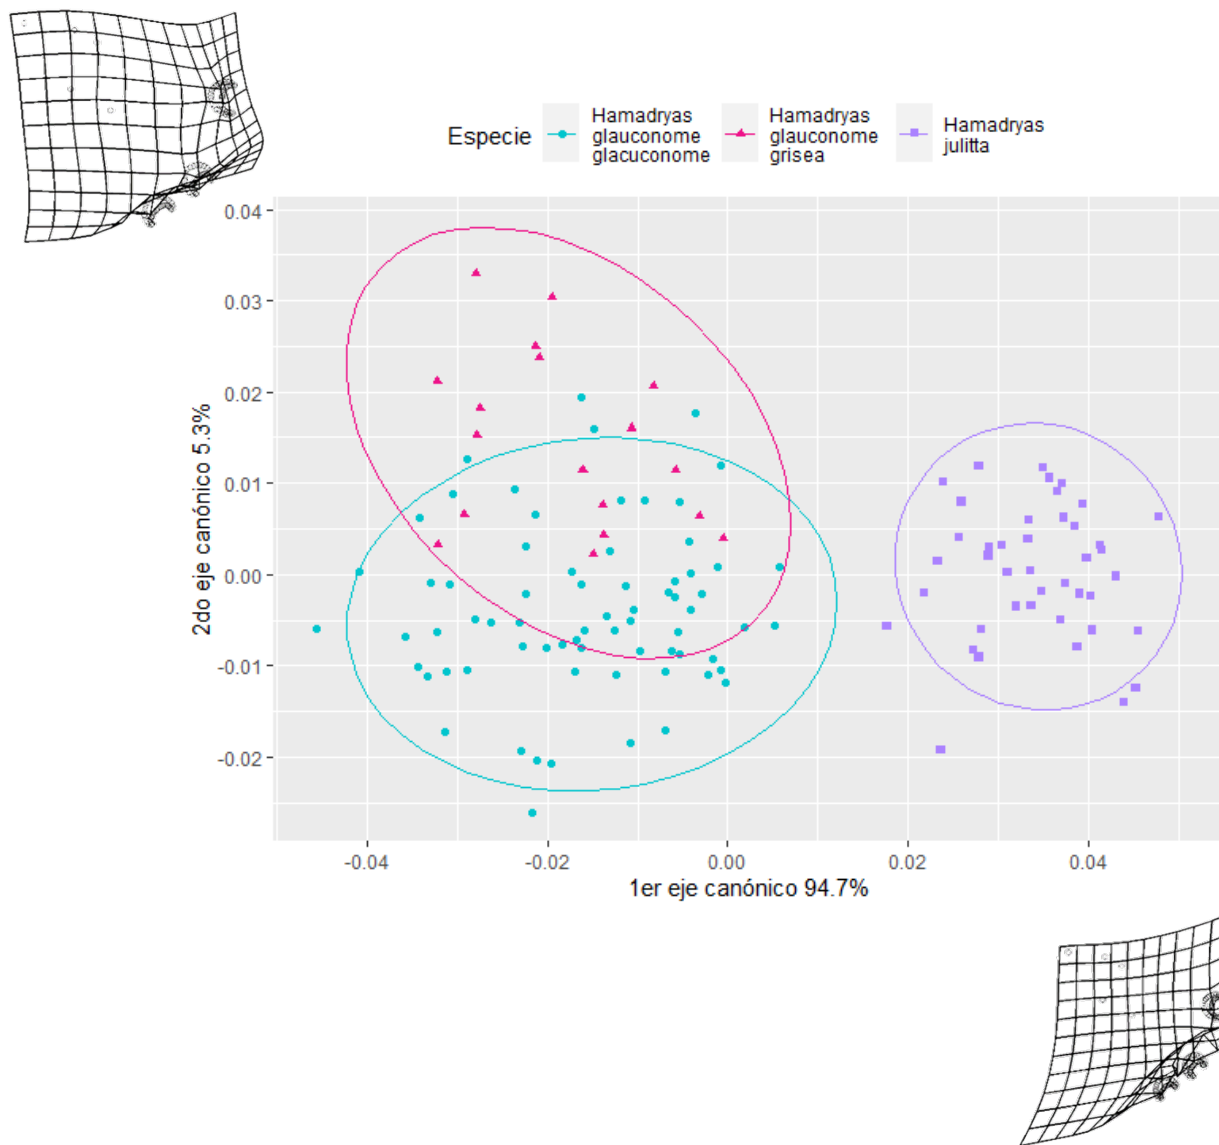 Especie
Hamadryas
glauconome
glacuconome
Hamadryas
glauconome
grisea
Hamadryas
julitta
0.04
0.03
0.02
0.01
0.00
-0.01
-0.02
2do eje canónico 5.3%
-0.04
-0.02
0.00
0.02
0.04
1er eje canónico 94.7%